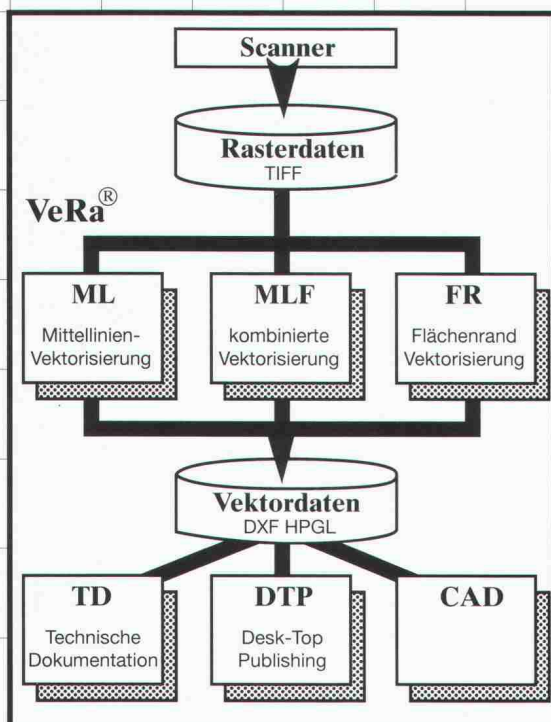 Scanner
Rasterdaten
TIFF
VeRa®
ML
Mittellinien-
Vektorisierung
MLF
kombinierte
Vektorisierung
FR
Flächenrand
Vektorisierung
Vektordaten
DXF HPGL
TD
Technische
Dokumentation
DTP
Desk-Top
Publishing
CAD